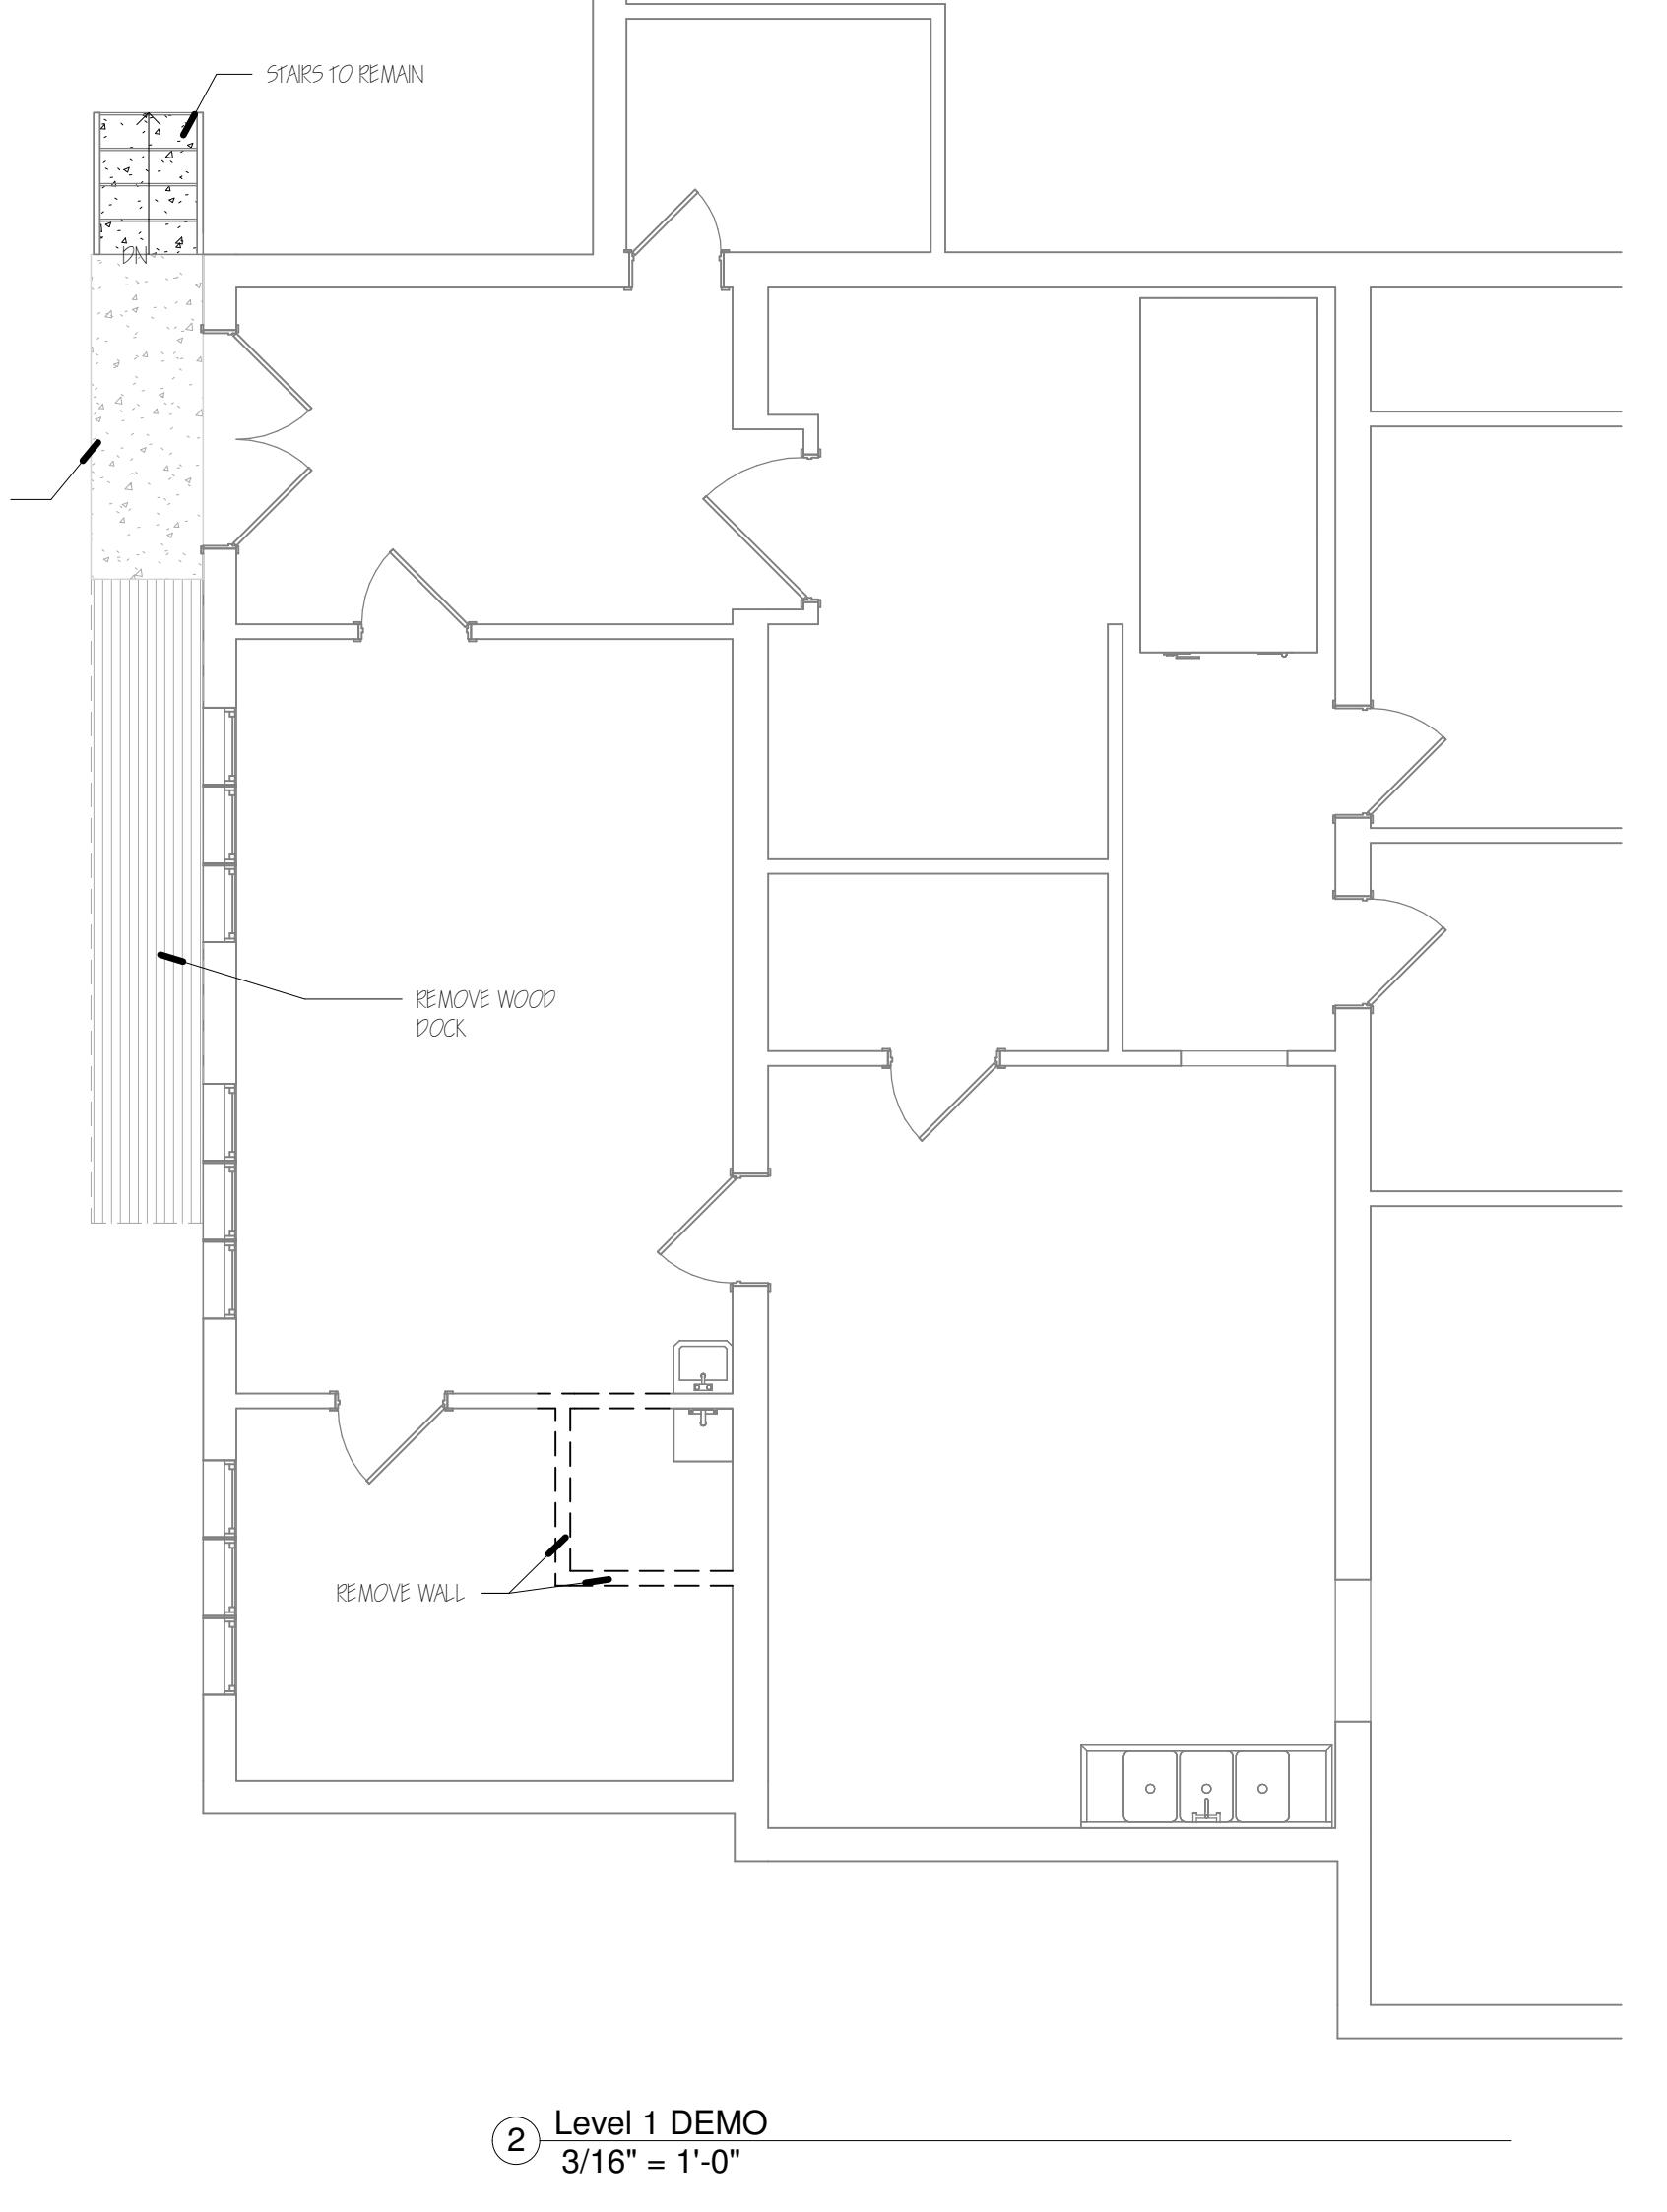 STAIRS TO REMAIN
DN
REMOVE WOOD
DOCK
REMOVE WALL
2
Level 1 DEMO
3/16" = 1'-0"